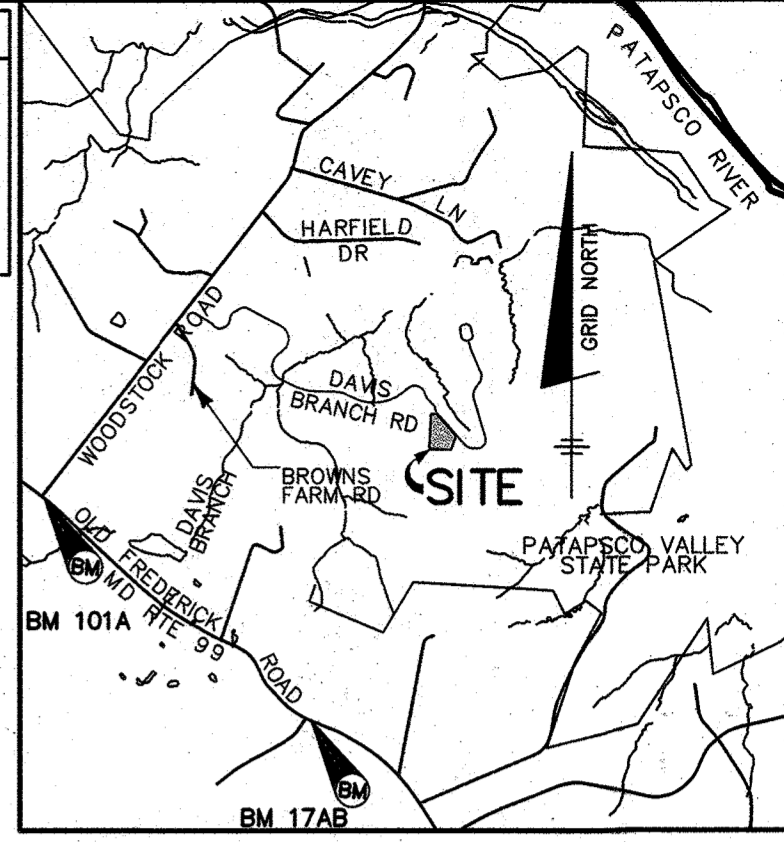 PATAPSCO RIVER
CAVEY LN
HARFIELD
DR
GRID NORTH
WOODSTOCK ROAD
DAVIS
BRANCH RD
BROWNS
FARM RD
SITE
DAVIS
BRANCH
PATAPSCO VALLEY
STATE PARK
OLD FREDERICK ROAD
MD RTE 99
BM
BM 101A
BM
BM 17AB